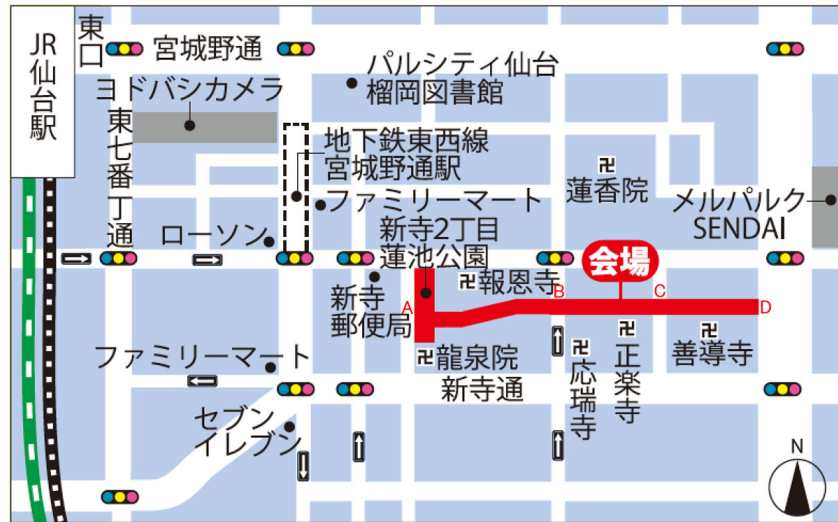 JR仙台駅
東口
宮城野通
ヨドバシカメラ
東七番丁通
パルシティ仙台
榴岡図書館
地下鉄東西線
宮城野通駅
ファミリーマート
蓮香院
メルパルク
SENDAI
ローソン
新寺2丁目
蓮池公園
新寺
郵便局
報恩寺
会場
A
B
C
D
龍泉院
新寺通
応瑞寺
正楽寺
善導寺
ファミリーマート
セブン
イレブン
N